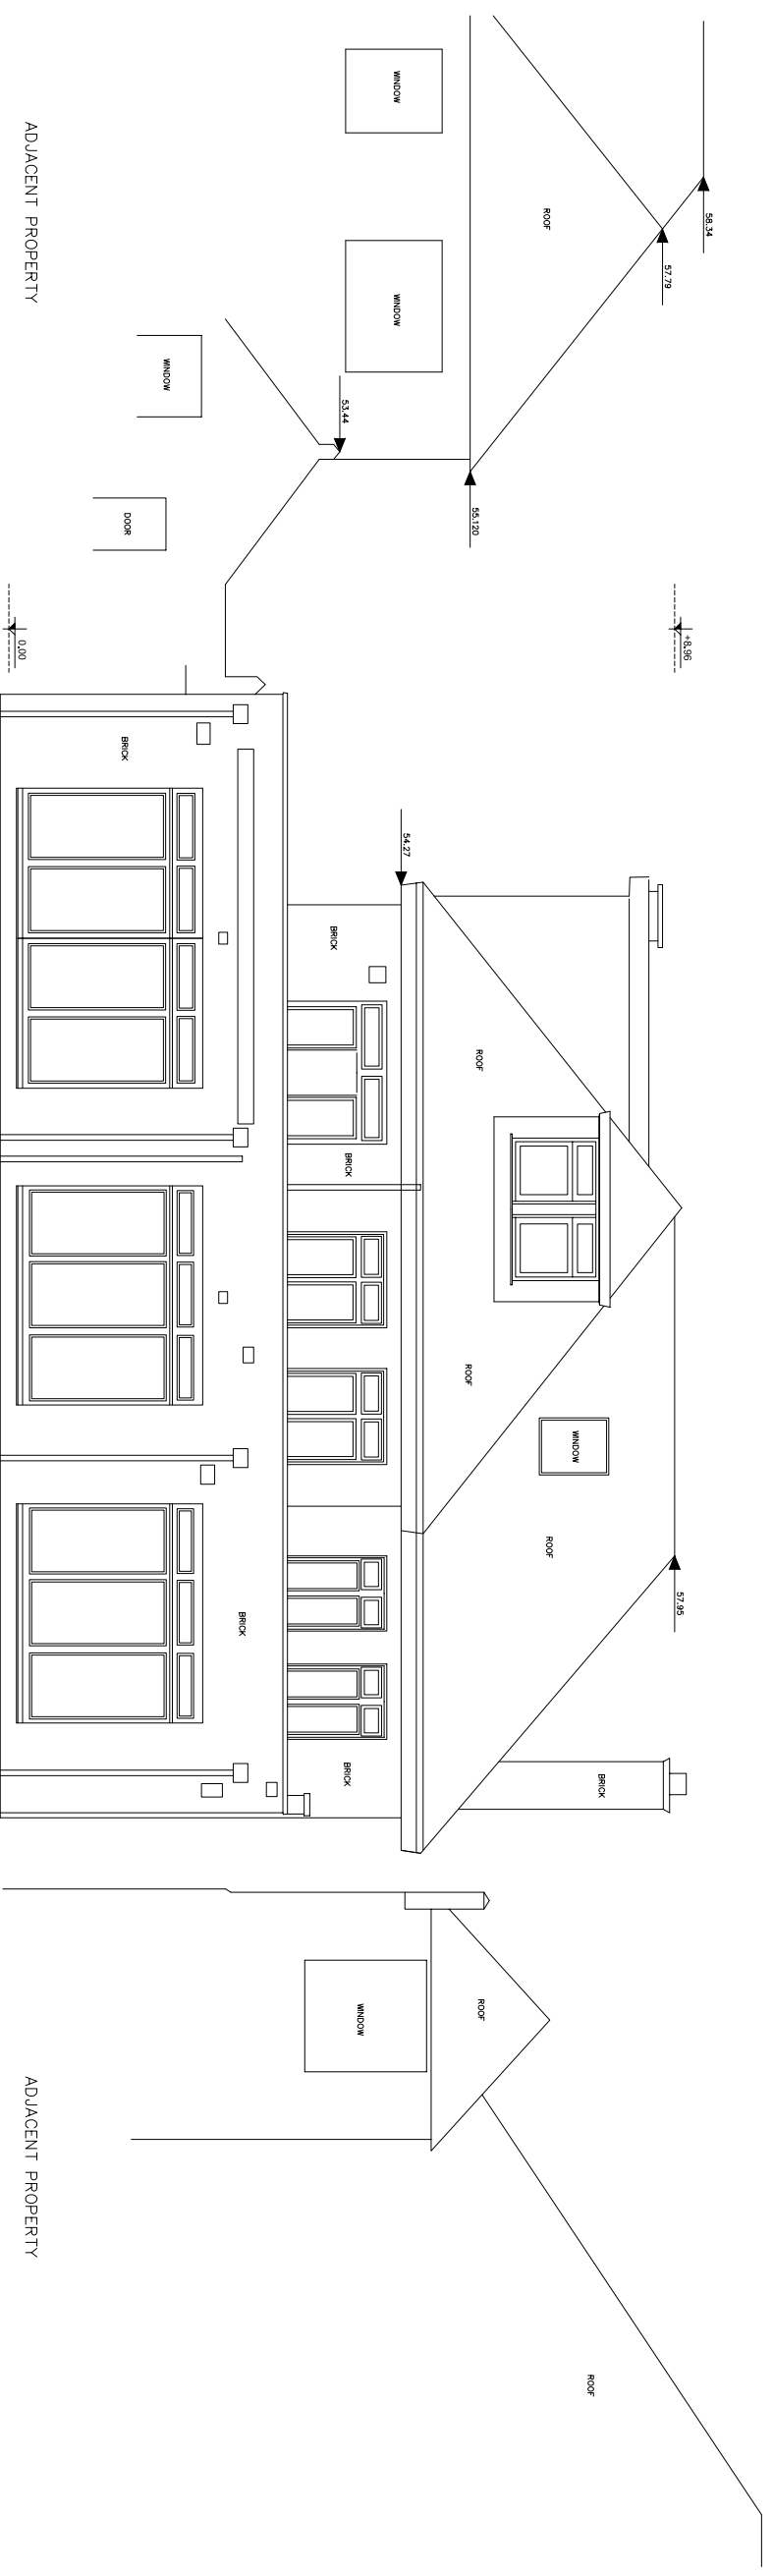 58.34
57.79
ROOF
WINDOW
WINDOW
53.44
55.120
WINDOW
DOOR
ADJACENT PROPERTY
+8.96
0.00
54.27
BRICK
BRICK
ROOF
BRICK
ROOF
WINDOW
ROOF
57.95
BRICK
BRICK
BRICK
ROOF
WINDOW
ADJACENT PROPERTY
ROOF